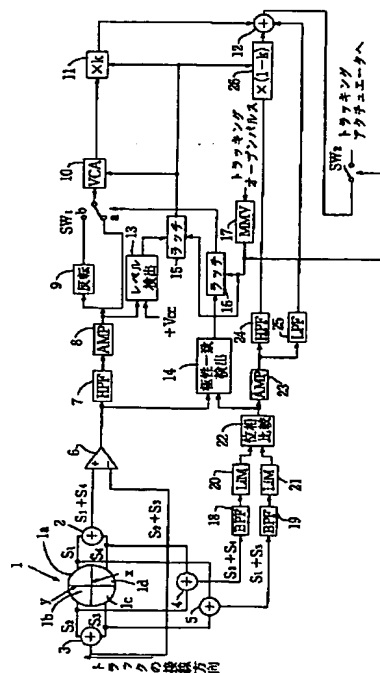 1
1a
1b
1c
1d
x
y
S₁
S₂
S₄
2
3
トラックの接線方向
4
5
S₁+S₄
S₂+S₃
6
7
HPF
8
AMP
9
反転
SW₁
b
a
10
VCA
11
×k
12
13
レベル検出
+Vcc
14
極性一致検出
15
ラッチ
16
ラッチ
17
MMV
トラッキングオープンパルス
18
BPF
19
BPF
20
LIM
21
LIM
S₂+S₄
S₁+S₃
22
位相比較
23
AMP
24
HPF
25
LPF
26
×(1-k)
SW₂
トラッキングアクチュエータへ